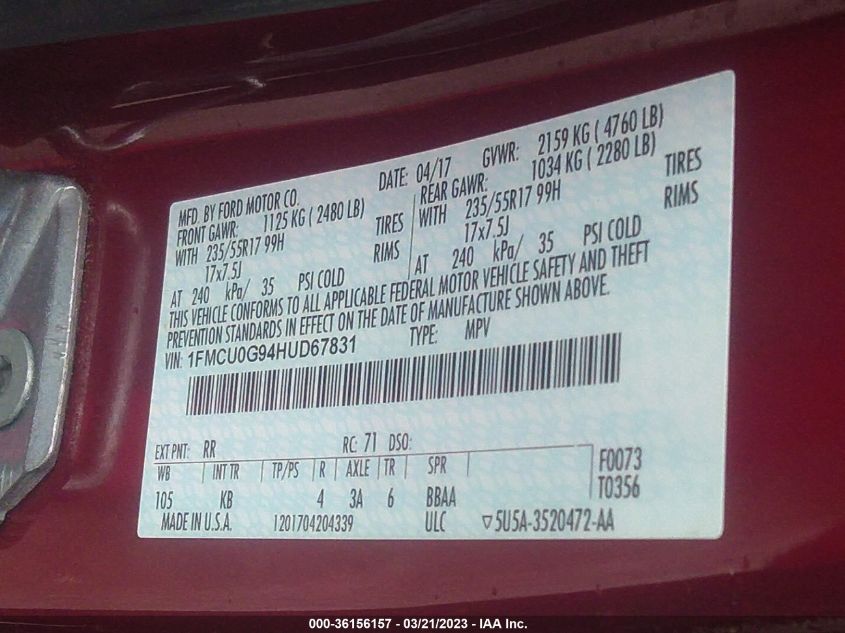 MFD. BY FORD MOTOR CO. DATE: 04/17 GVWR: 2159 KG ( 4760 LB)
FRONT GAWR: 1125 KG ( 2480 LB) REAR GAWR: 1034 KG ( 2280 LB)
WITH 235/55R17 99H TIRES WITH 235/55R17 99H TIRES
17x7.5J RIMS 17x7.5J RIMS
AT 240 kPa/ 35 PSI COLD AT 240 kPa/ 35 PSI COLD
THIS VEHICLE CONFORMS TO ALL APPLICABLE FEDERAL MOTOR VEHICLE SAFETY AND THEFT
PREVENTION STANDARDS IN EFFECT ON THE DATE OF MANUFACTURE SHOWN ABOVE.
VIN: 1FMCU0G94HUD67831 TYPE: MPV
EXT PNT: RR RC: 71 DSO:
WB INT TR TP/PS R AXLE TR SPR F0073
105 KB 4 3A 6 BBAA T0356
MADE IN U.S.A. 1201704204339 ULC ▽5U5A-3520472-AA
000-36156157 - 03/21/2023 - IAA Inc.